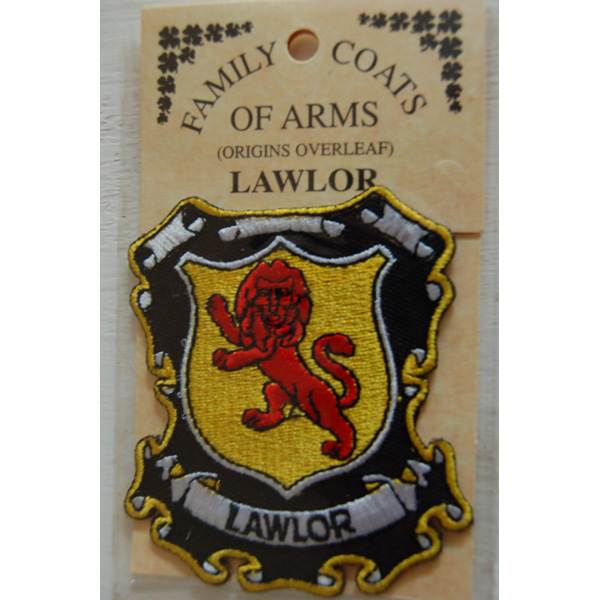 FAMILY COATS
OF ARMS
(ORIGINS OVERLEAF)
LAWLOR
LAWLOR